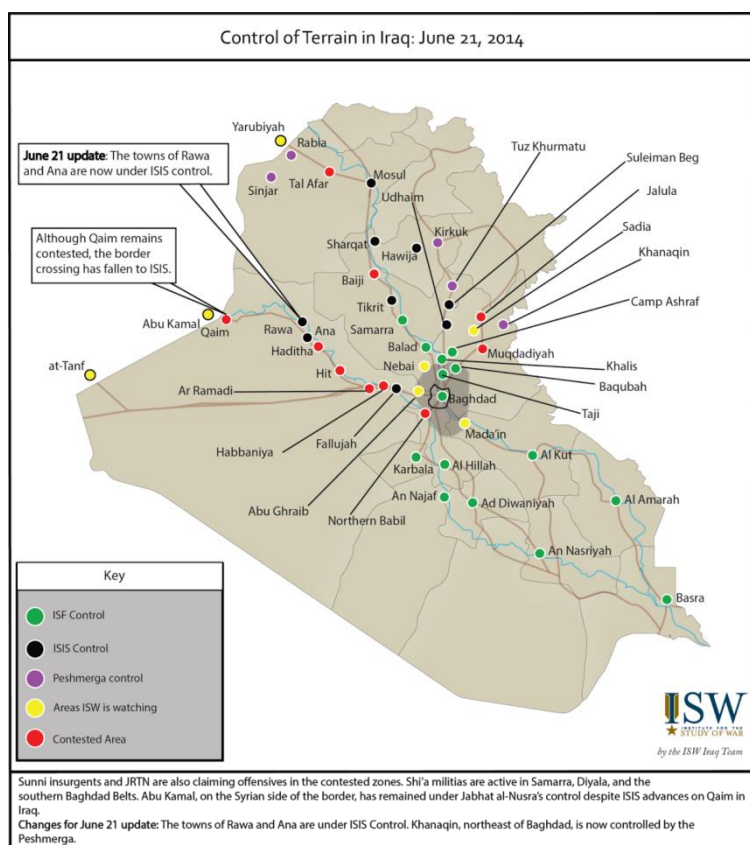 Control of Terrain in Iraq: June 21, 2014
Yarubiyah
Rabia
Tuz Khurmatu
Suleiman Beg
June 21 update: The towns of Rawa
and Ana are now under ISIS control.
Sinjar
Tal Afar
Mosul
Udhaim
Jalula
Sadia
Kirkuk
Khanaqin
Sharqat
Hawija
Although Qaim remains
contested, the border
crossing has fallen to ISIS.
Baiji
Camp Ashraf
Tikrit
Abu Kamal
Qaim
Rawa
Ana
Samarra
Haditha
Balad
Muqdadiyah
at-Tanf
Hit
Nebai
Khalis
Baqubah
Ar Ramadi
Baghdad
Taji
Habbaniya
Fallujah
Mada'in
Abu Ghraib
Northern Babil
Karbala
Al Hillah
Al Kut
An Najaf
Ad Diwaniyah
Al Amarah
An Nasriyah
Basra
Key
ISF Control
ISIS Control
Peshmerga control
Areas ISW is watching
Contested Area
ISW
INSTITUTE FOR THE
STUDY OF WAR
by the ISW Iraq Team
Sunni insurgents and JRTN are also claiming offensives in the contested zones. Shi'a militias are active in Samarra, Diyala, and the
southern Baghdad Belts. Abu Kamal, on the Syrian side of the border, has remained under Jabhat al-Nusra's control despite ISIS advances on Qaim in
Iraq.
Changes for June 21 update: The towns of Rawa and Ana are under ISIS Control. Khanaqin, northeast of Baghdad, is now controlled by the
Peshmerga.